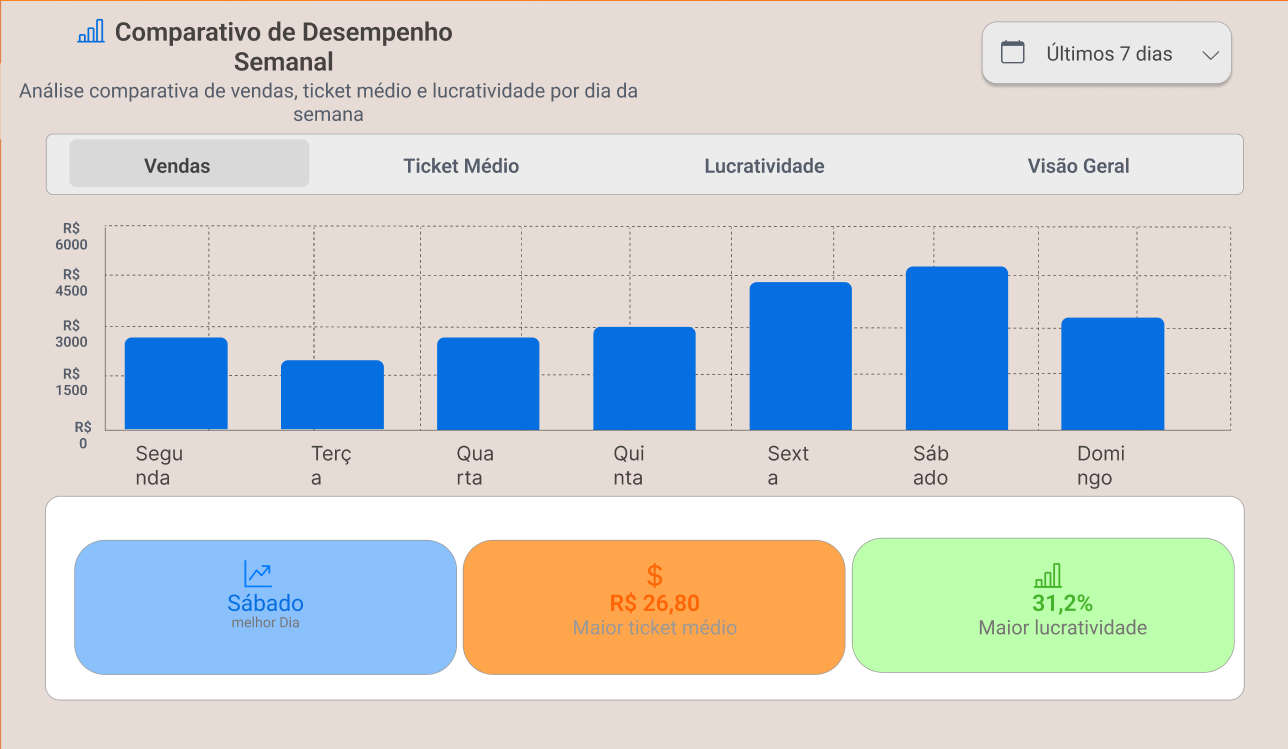 Comparativo de Desempenho
Semanal
Análise comparativa de vendas, ticket médio e lucratividade por dia da
semana
Últimos 7 dias
Vendas
Ticket Médio
Lucratividade
Visão Geral
R$
6000
R$
4500
R$
3000
R$
1500
R$
0
Segu
nda
Terç
a
Qua
rta
Qui
nta
Sext
a
Sáb
ado
Domi
ngo
Sábado
melhor Dia
$
R$ 26,80
Maior ticket médio
31,2%
Maior lucratividade